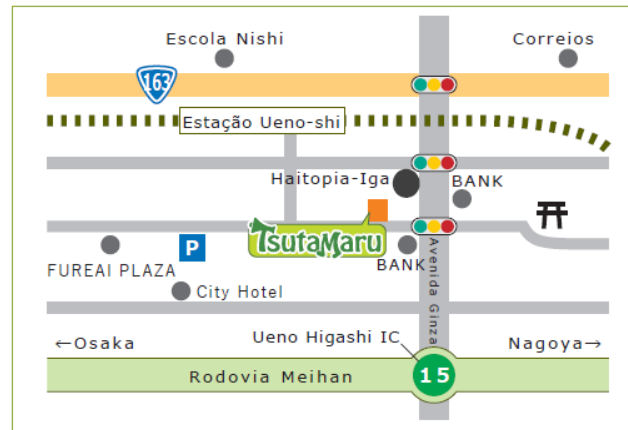 Escola Nishi
Correios
163
Estação Ueno-shi
Haitopia-Iga
BANK
TsutaMaru
P
FUREAI PLAZA
BANK
Avenida Ginza
City Hotel
Ueno Higashi IC
←Osaka
Nagoya→
Rodovia Meihan
15